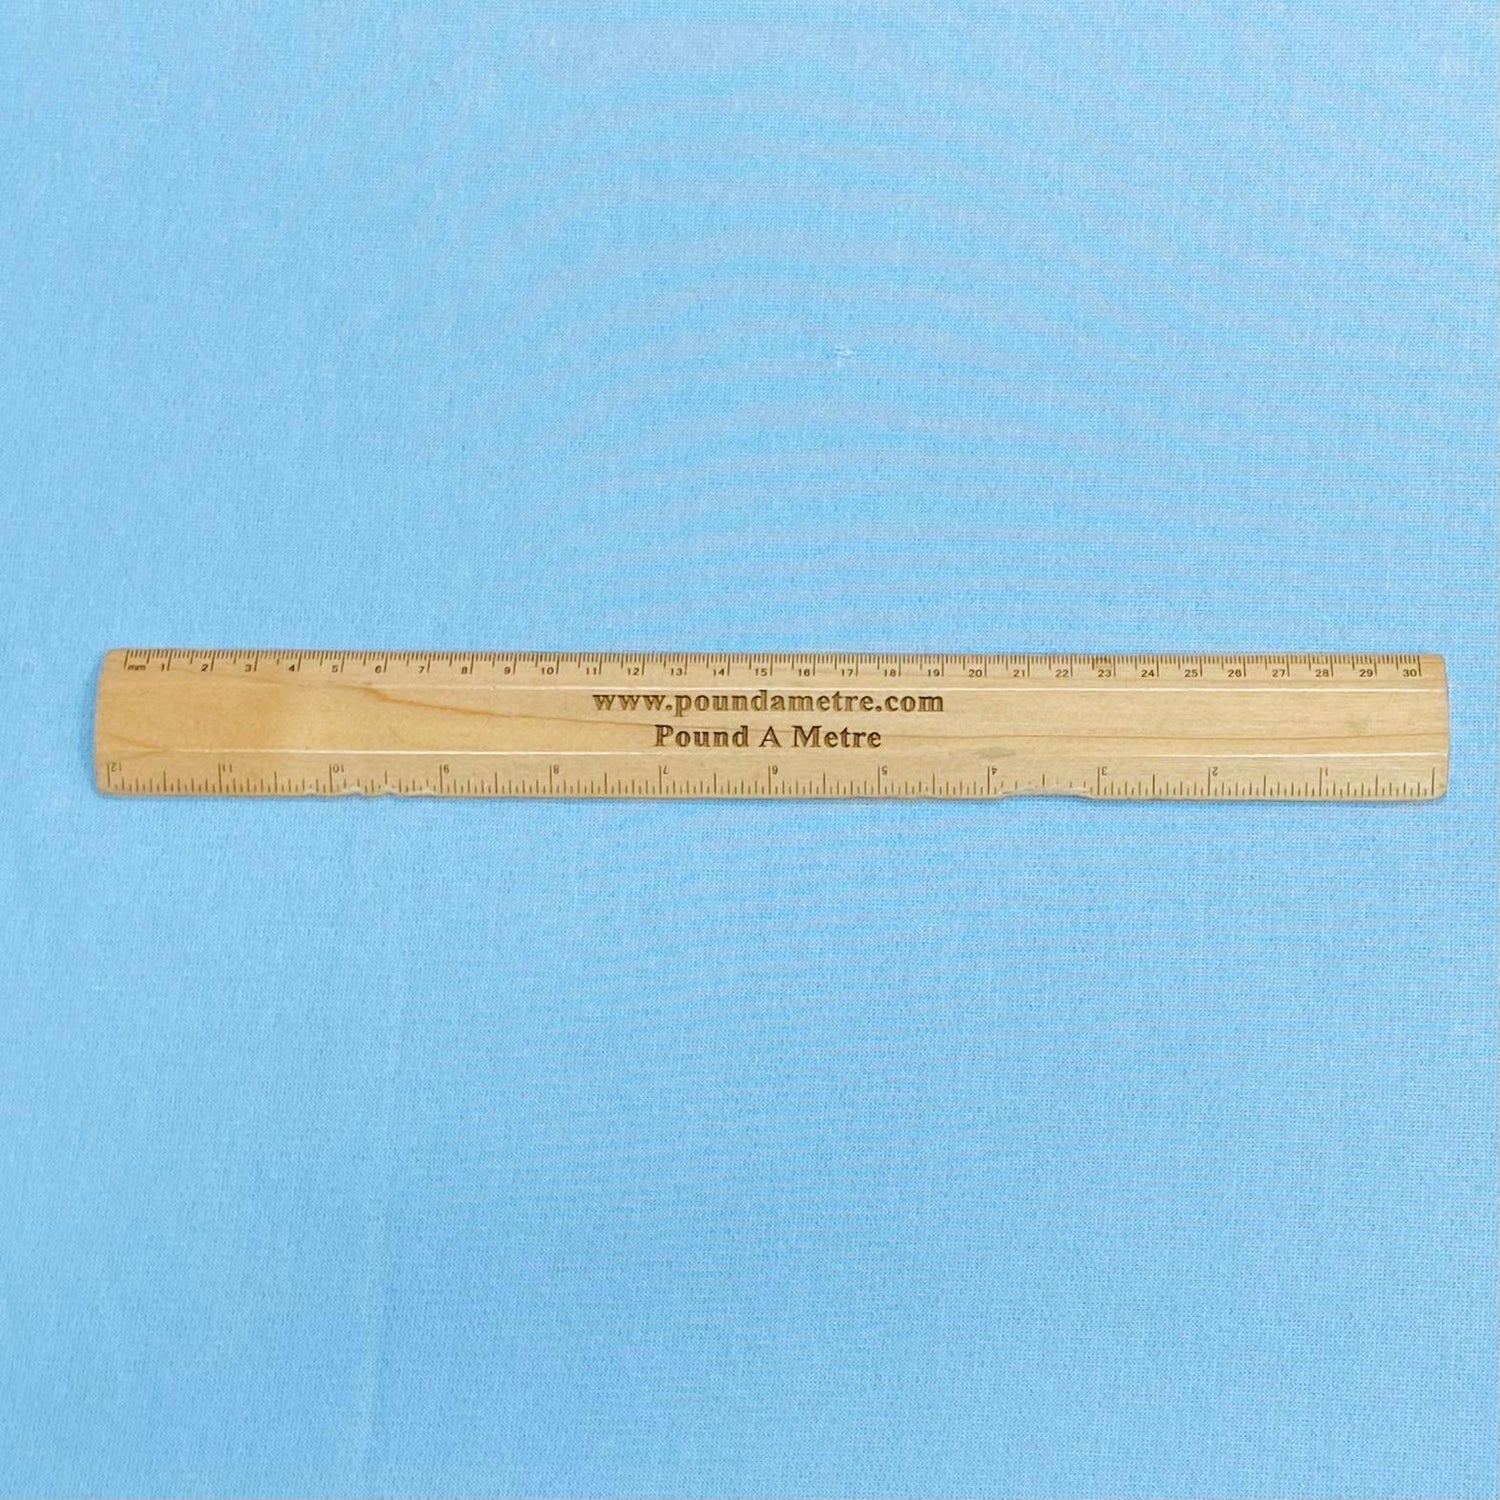 mm 1 2 3 4 5 6 7 8 9 10 11 12 13 14 15 16 17 18 19 20 21 22 23 24 25 26 27 28 29 30
www.poundametre.com
Pound A Metre
12 11 10 9 8 7 6 5 4 3 2 1